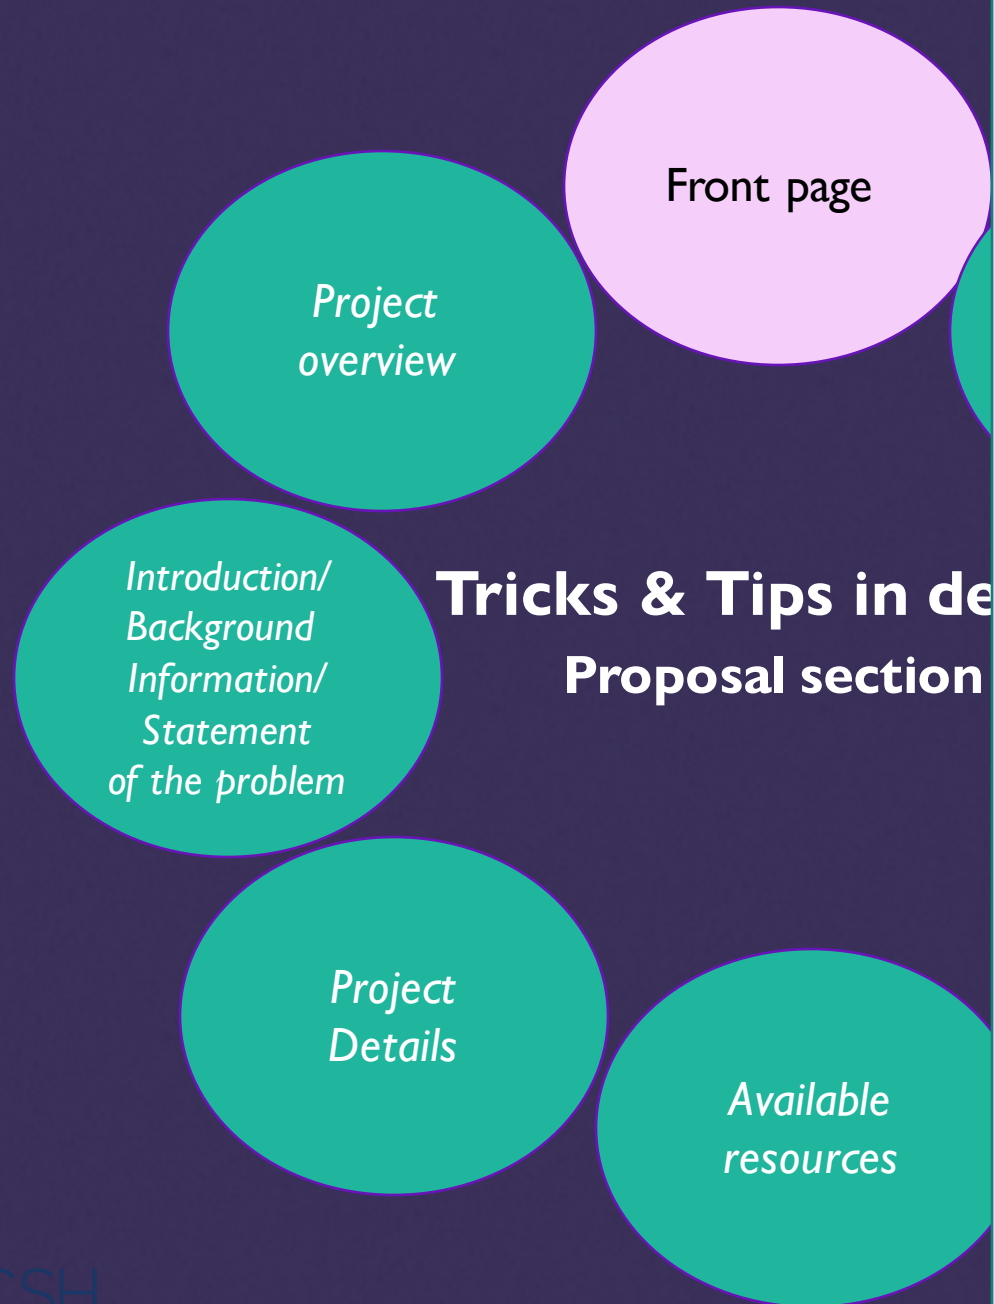 Front page
Project
overview
Introduction/
Background
Information/
Statement
of the problem
Tricks & Tips in de
Proposal section
Project
Details
Available
resources
CSH